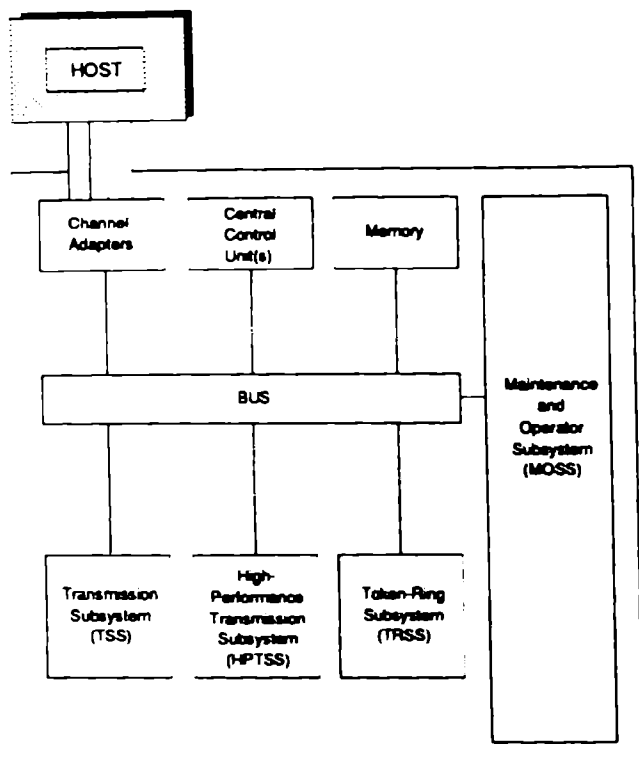 HOST
Channel
Adapters
Central
Control
Unit(s)
Memory
BUS
Maintenance
and
Operator
Subsystem
(MOSS)
Transmission
Subsystem
(TSS)
High-
Performance
Transmission
Subsystem
(HPTSS)
Token-Ring
Subsystem
(TRSS)